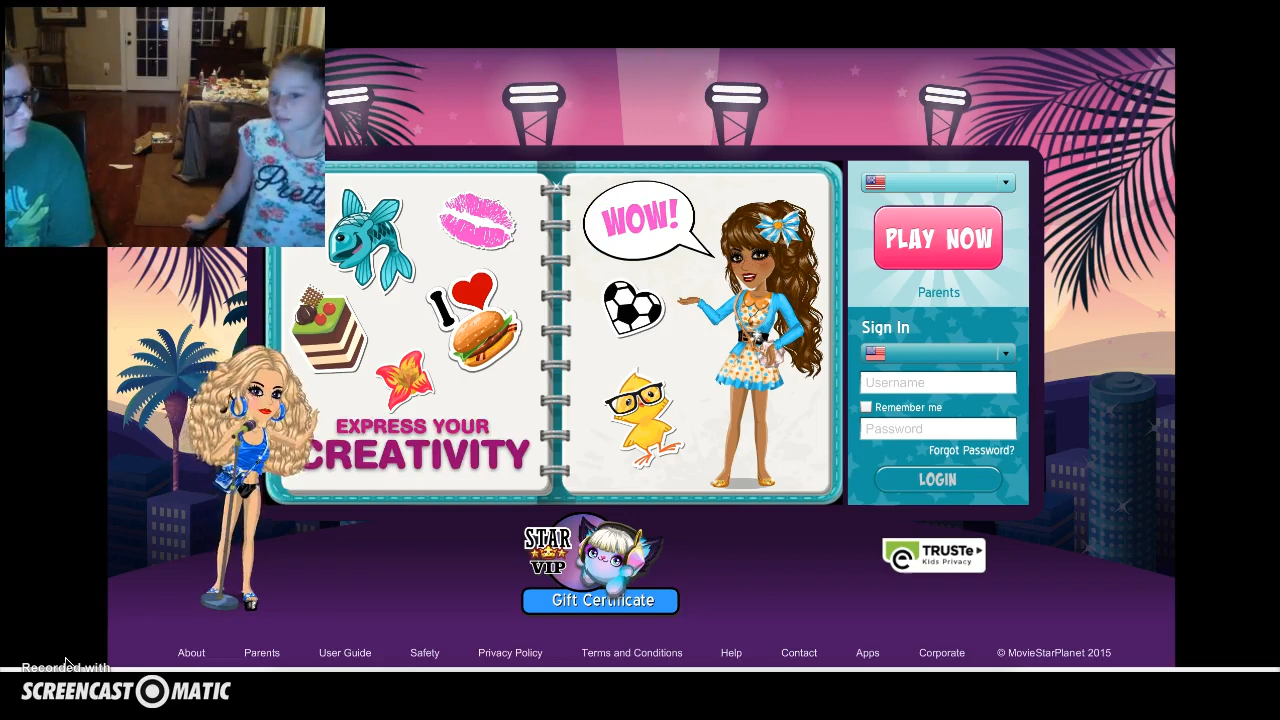 Pretty
WOW!
I
EXPRESS YOUR
CREATIVITY
PLAY NOW
Parents
Sign In
Username
Remember me
Password
Forgot Password?
LOGIN
STAR
VIP
Gift Certificate
TRUSTe
Kids Privacy
About Parents User Guide Safety Privacy Policy Terms and Conditions Help Contact Apps Corporate © MovieStarPlanet 2015
Recorded with
SCREENCAST-O-MATIC